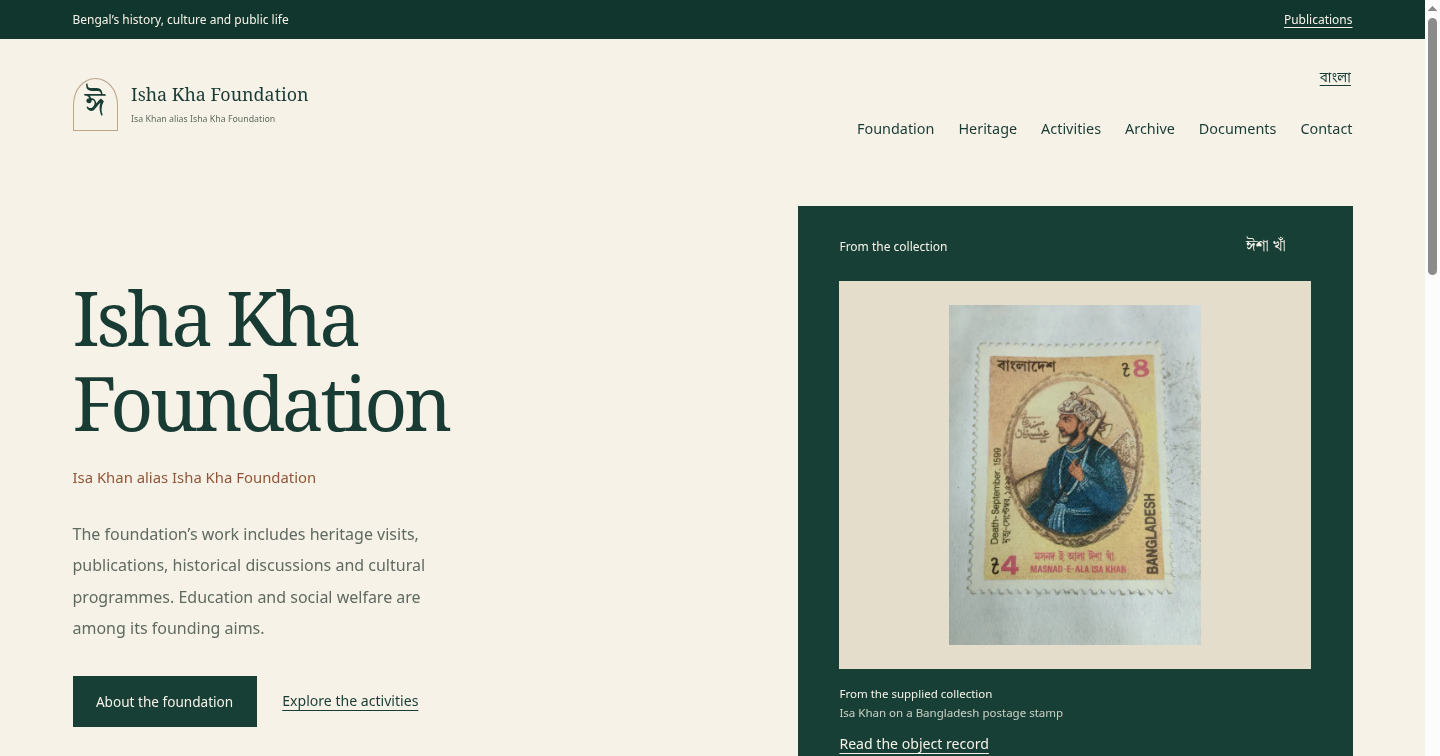 Bengal’s history, culture and public life
Publications
ঈ
Isha Kha Foundation
Isa Khan alias Isha Kha Foundation
বাংলা
Foundation Heritage Activities Archive Documents Contact
Isha Kha
Foundation
Isa Khan alias Isha Kha Foundation
The foundation’s work includes heritage visits,
publications, historical discussions and cultural
programmes. Education and social welfare are
among its founding aims.
About the foundation
Explore the activities
From the collection
ঈশা খাঁ
বাংলাদেশ
8
Death-September, 1599
4
মসনদ ই আলা ঈশা খাঁ
MASNAD-E-ALA ISA KHAN
BANGLADESH
From the supplied collection
Isa Khan on a Bangladesh postage stamp
Read the object record